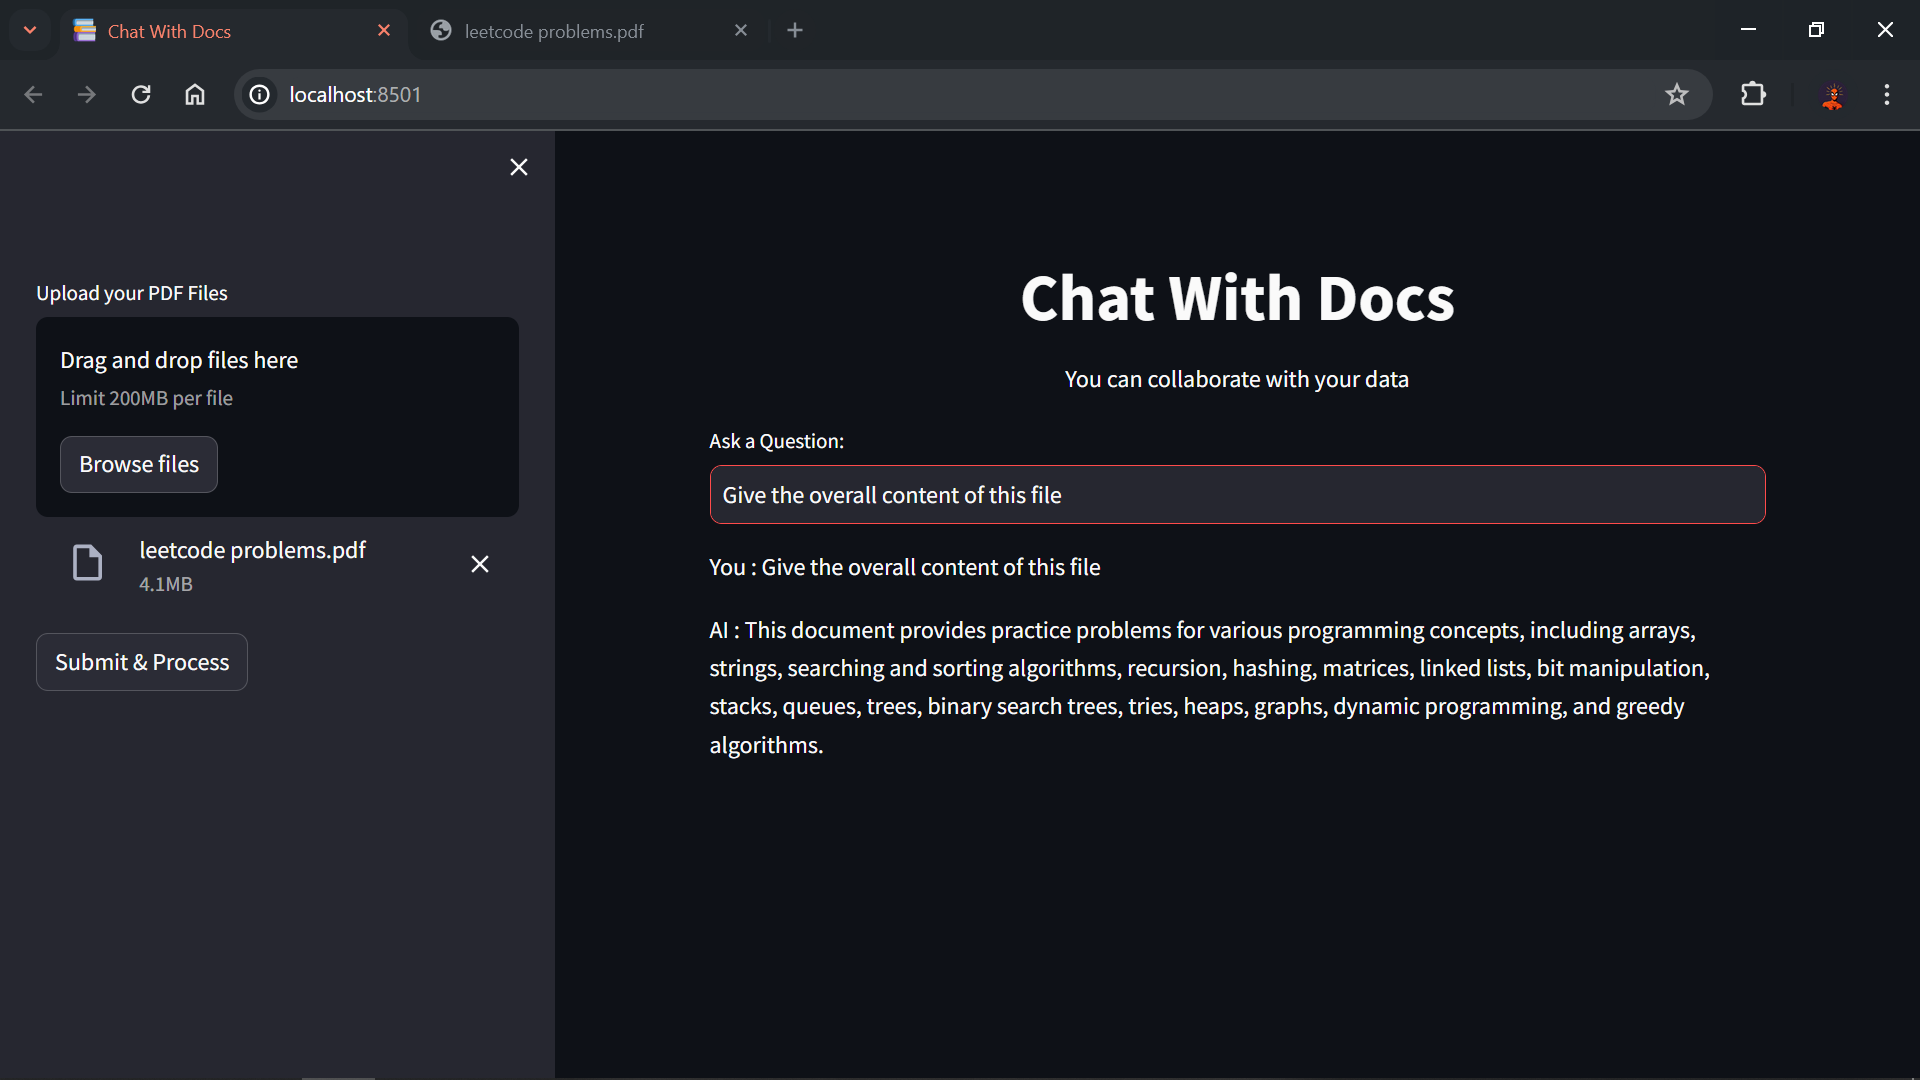 Chat With Docs
leetcode problems.pdf
localhost:8501
Upload your PDF Files
Drag and drop files here
Limit 200MB per file
Browse files
leetcode problems.pdf
4.1MB
Submit & Process
Chat With Docs
You can collaborate with your data
Ask a Question:
Give the overall content of this file
You : Give the overall content of this file
AI : This document provides practice problems for various programming concepts, including arrays,
strings, searching and sorting algorithms, recursion, hashing, matrices, linked lists, bit manipulation,
stacks, queues, trees, binary search trees, tries, heaps, graphs, dynamic programming, and greedy
algorithms.